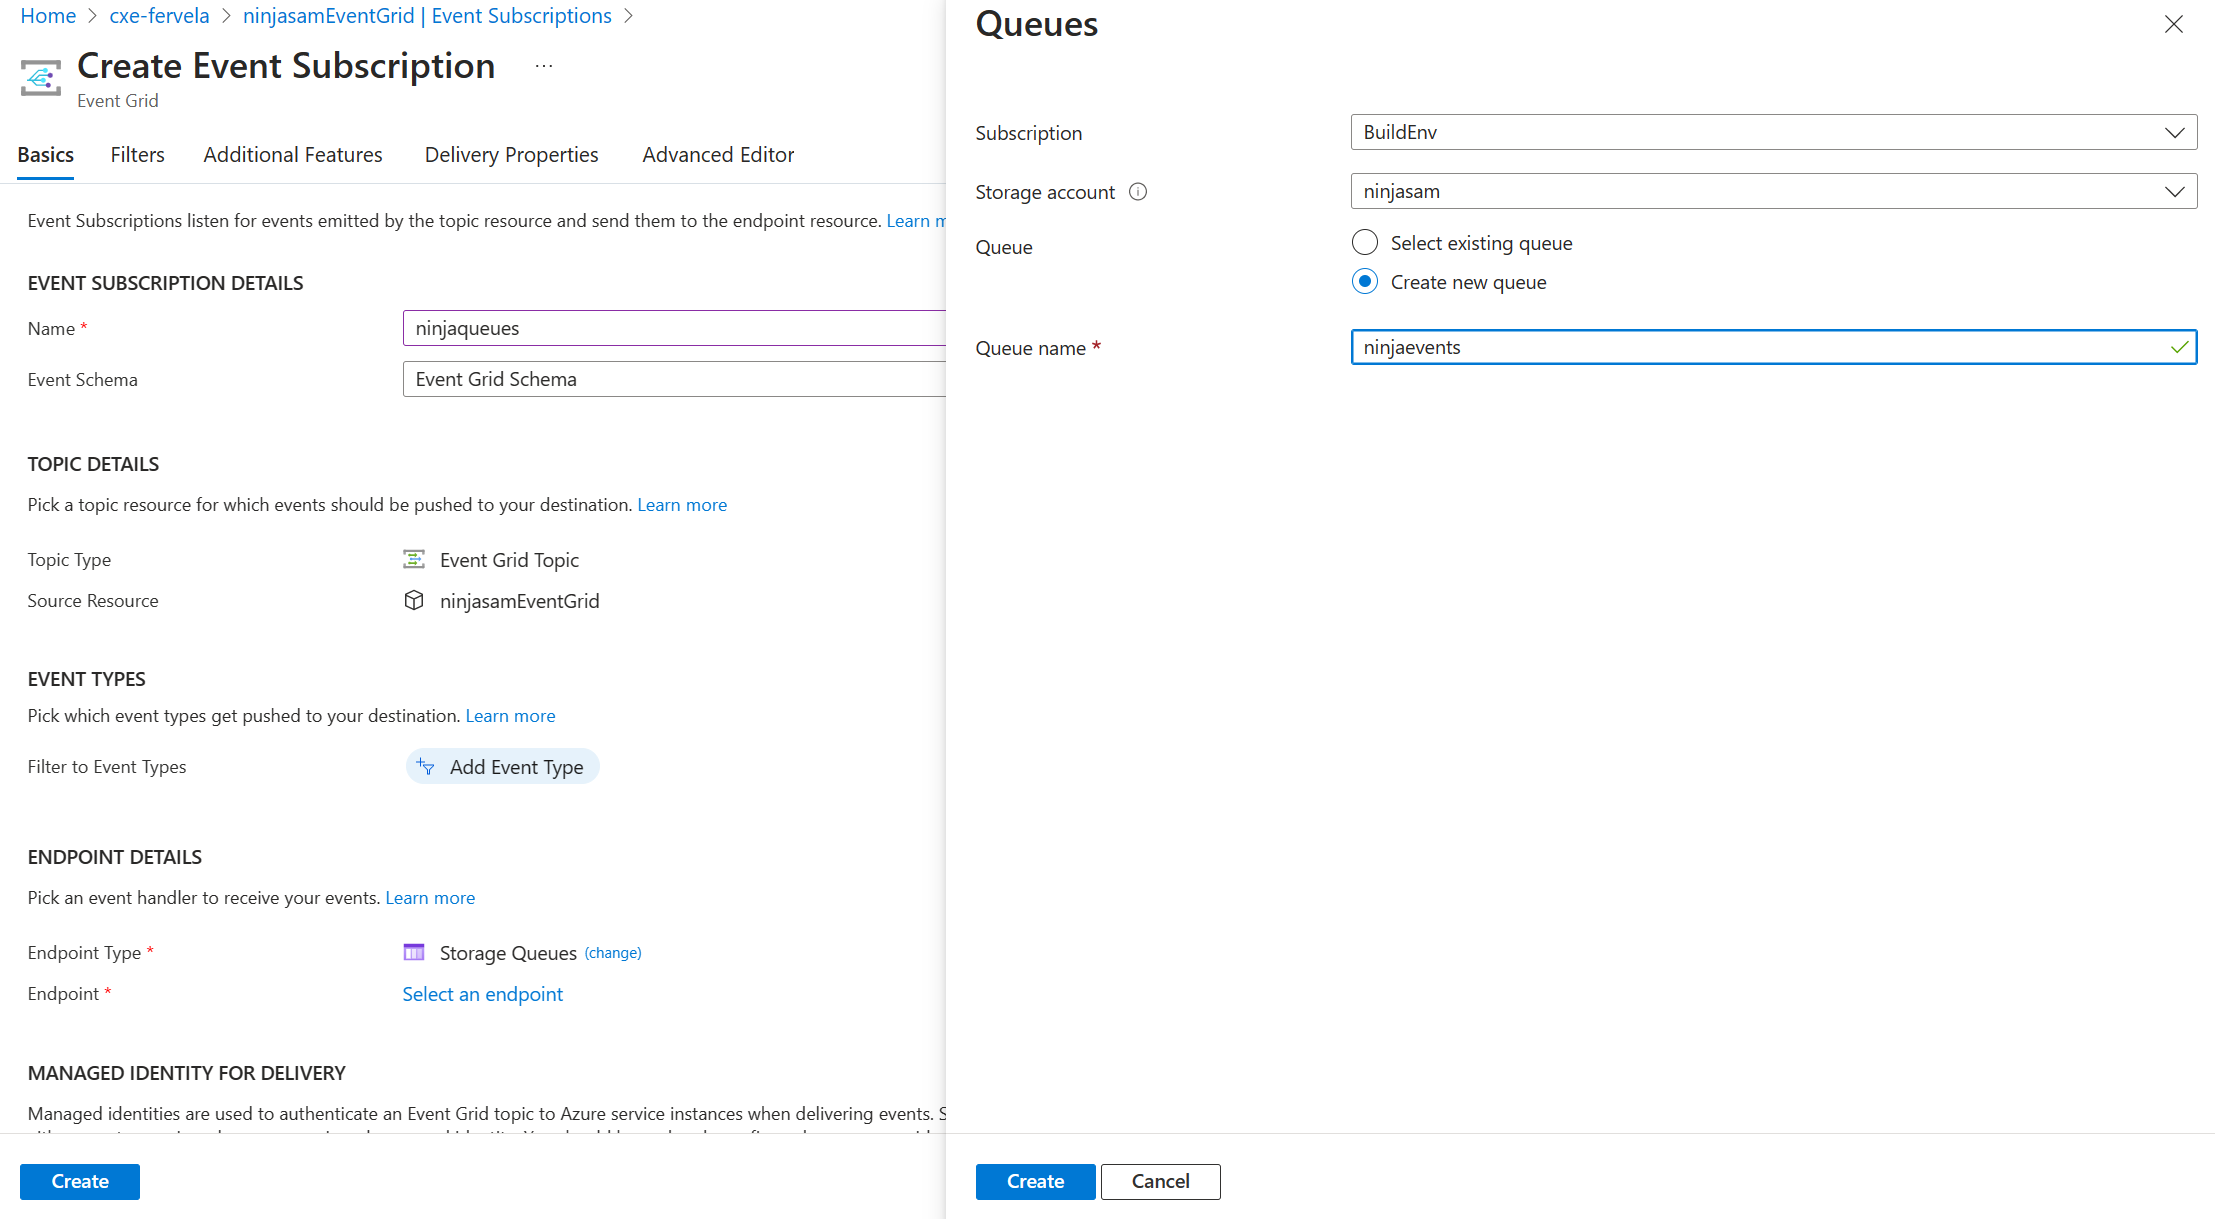 Home > cxe-fervela > ninjasamEventGrid | Event Subscriptions >
Create Event Subscription ...
Event Grid
Basics Filters Additional Features Delivery Properties Advanced Editor
Event Subscriptions listen for events emitted by the topic resource and send them to the endpoint resource. Learn
EVENT SUBSCRIPTION DETAILS
Name * ninjaqueues
Event Schema Event Grid Schema
TOPIC DETAILS
Pick a topic resource for which events should be pushed to your destination. Learn more
Topic Type Event Grid Topic
Source Resource ninjasamEventGrid
EVENT TYPES
Pick which event types get pushed to your destination. Learn more
Filter to Event Types Add Event Type
ENDPOINT DETAILS
Pick an event handler to receive your events. Learn more
Endpoint Type * Storage Queues (change)
Endpoint * Select an endpoint
MANAGED IDENTITY FOR DELIVERY
Managed identities are used to authenticate an Event Grid topic to Azure service instances when delivering events.
Create
Queues
Subscription BuildEnv
Storage account ninjasam
Queue Select existing queue
Create new queue
Queue name * ninjaevents
Create Cancel